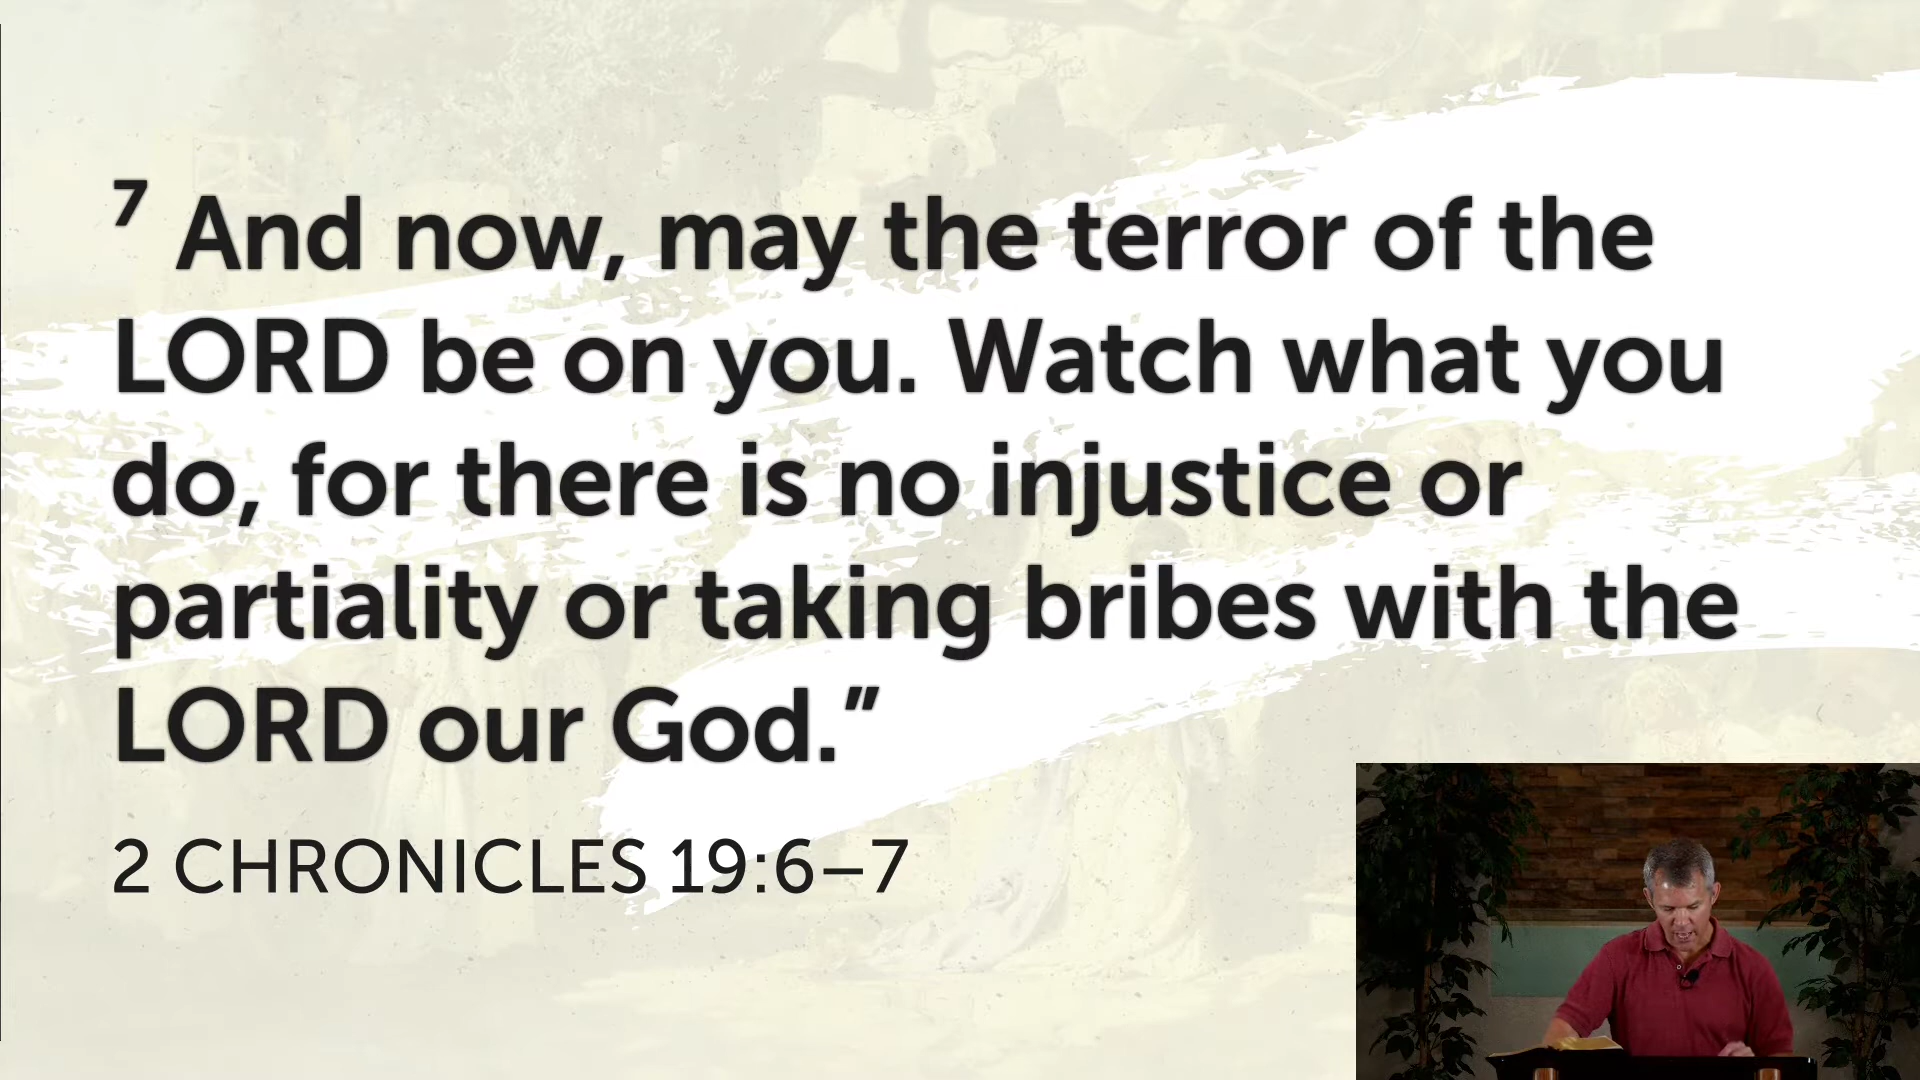 7 And now, may the terror of the
LORD be on you. Watch what you
do, for there is no injustice or
partiality or taking bribes with the
LORD our God.”
2 CHRONICLES 19:6–7